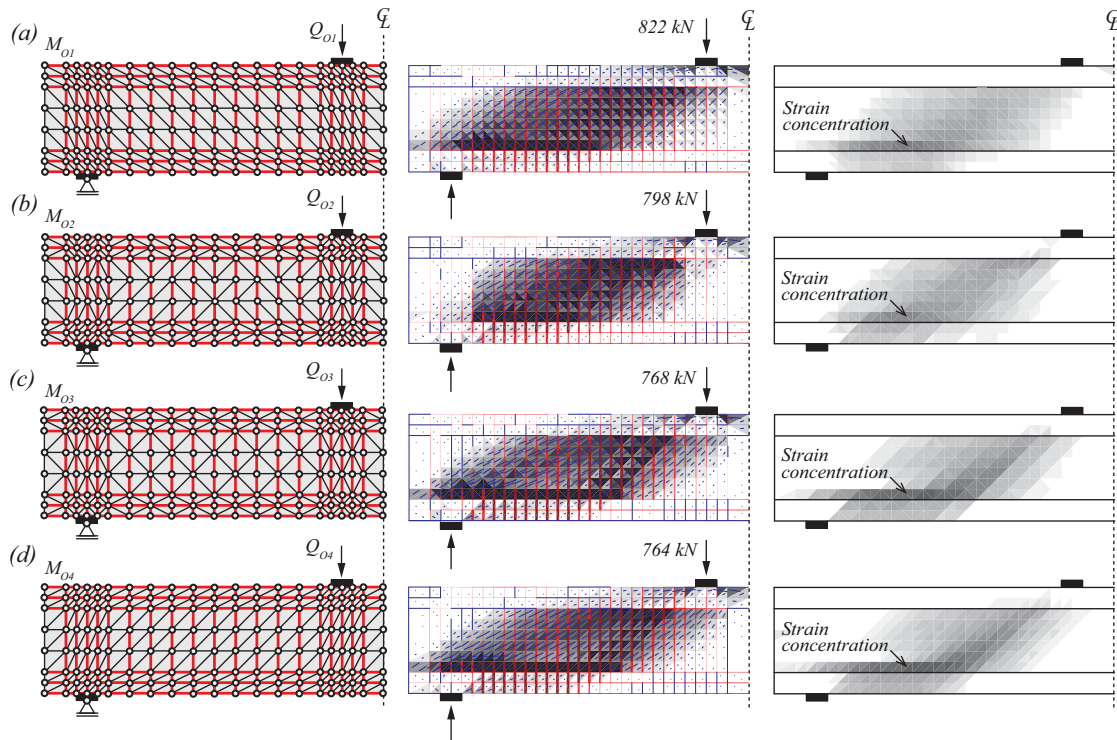 (a)
M_O1
Q_O1
℄
822 kN
℄
Strain
concentration
℄
(b)
M_O2
Q_O2
798 kN
Strain
concentration
(c)
M_O3
Q_O3
768 kN
Strain
concentration
(d)
M_O4
Q_O4
764 kN
Strain
concentration